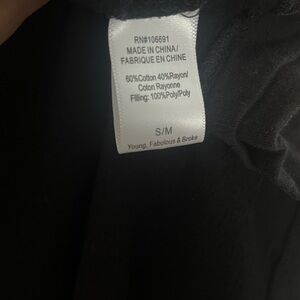 RN#106691
MADE IN CHINA/
FABRIQUE EN CHINE
60%Cotton 40%Rayon/
Coton Rayonne
Filling: 100%Poly/Poly
S/M
Young, Fabulous & Broke